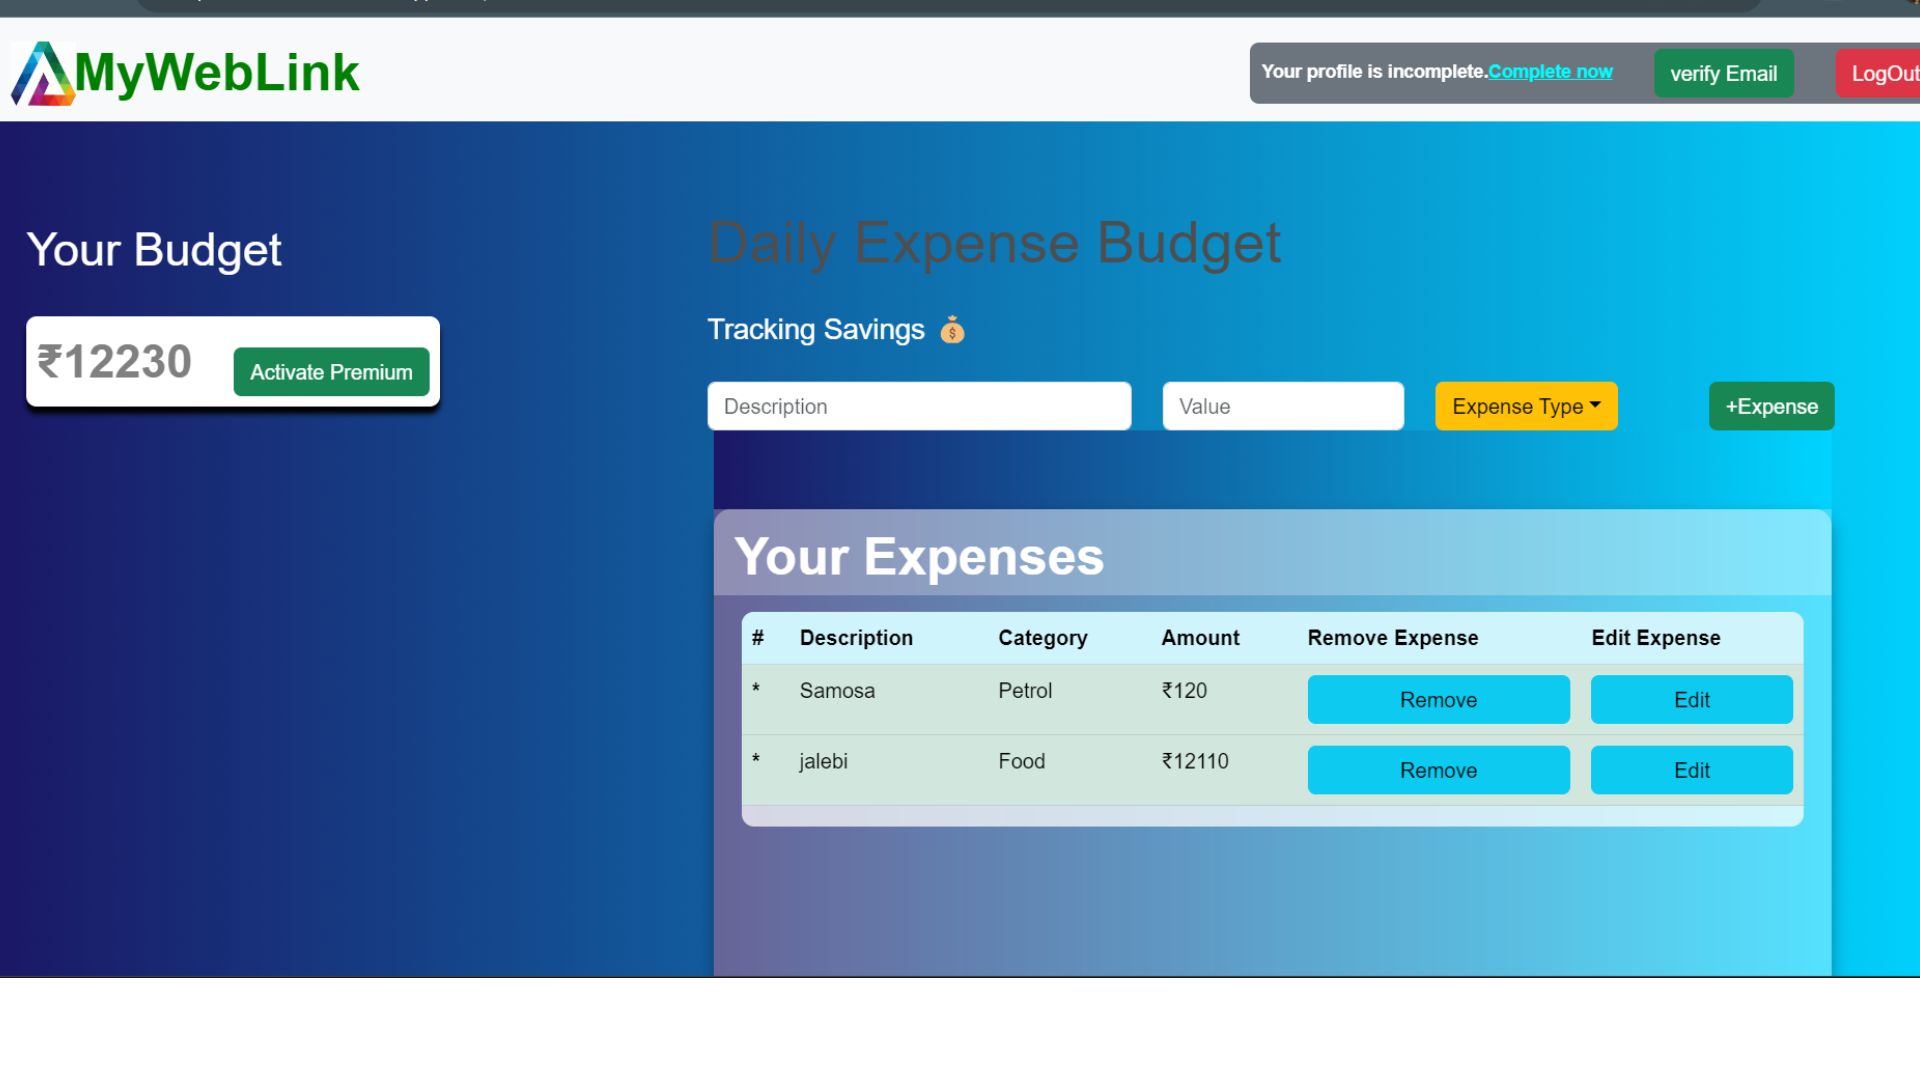 MyWebLink
Your profile is incomplete.Complete now
verify Email
LogOut
Your Budget
₹12230
Activate Premium
Daily Expense Budget
Tracking Savings
Description
Value
Expense Type
+Expense
Your Expenses
# Description Category Amount Remove Expense Edit Expense
* Samosa Petrol ₹120 Remove Edit
* jalebi Food ₹12110 Remove Edit